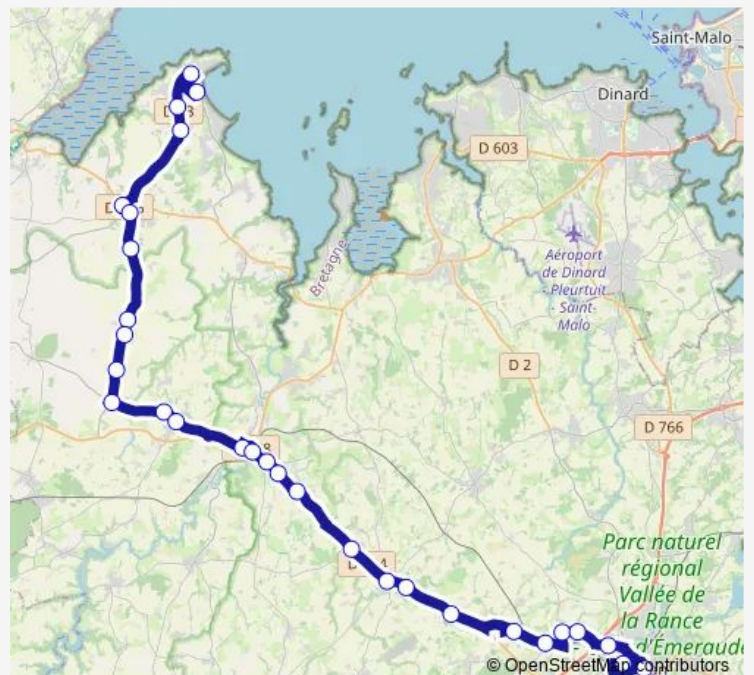 Saint-Malo
Dinard
D 603
Bretagne
Aéroport
de Dinard
- Pleurtuit
- Saint-
Malo
D 2
D 766
Parc naturel
régional
Vallée de
la Rance
d'Émeraude
© OpenStreetMap contributors